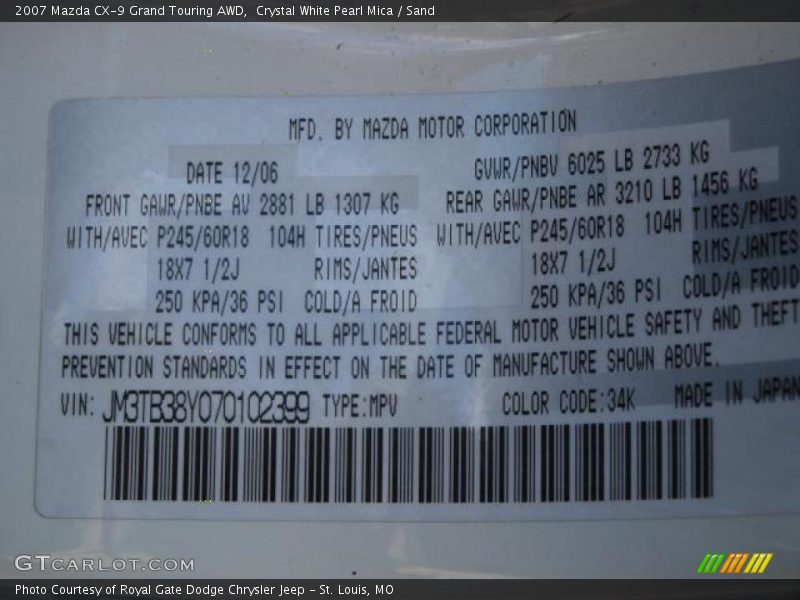 2007 Mazda CX-9 Grand Touring AWD, Crystal White Pearl Mica / Sand
MFD. BY MAZDA MOTOR CORPORATION
DATE 12/06 GVWR/PNBV 6025 LB 2733 KG
FRONT GAWR/PNBE AV 2881 LB 1307 KG REAR GAWR/PNBE AR 3210 LB 1456 KG
WITH/AVEC P245/60R18 104H TIRES/PNEUS WITH/AVEC P245/60R18 104H TIRES/PNEUS
18X7 1/2J RIMS/JANTES 18X7 1/2J RIMS/JANTES
250 KPA/36 PSI COLD/A FROID 250 KPA/36 PSI COLD/A FROID
THIS VEHICLE CONFORMS TO ALL APPLICABLE FEDERAL MOTOR VEHICLE SAFETY AND THEFT
PREVENTION STANDARDS IN EFFECT ON THE DATE OF MANUFACTURE SHOWN ABOVE.
VIN: JM3TB38Y070102399 TYPE:MPV COLOR CODE:34K MADE IN JAPAN
GTCARLOT.COM
Photo Courtesy of Royal Gate Dodge Chrysler Jeep - St. Louis, MO